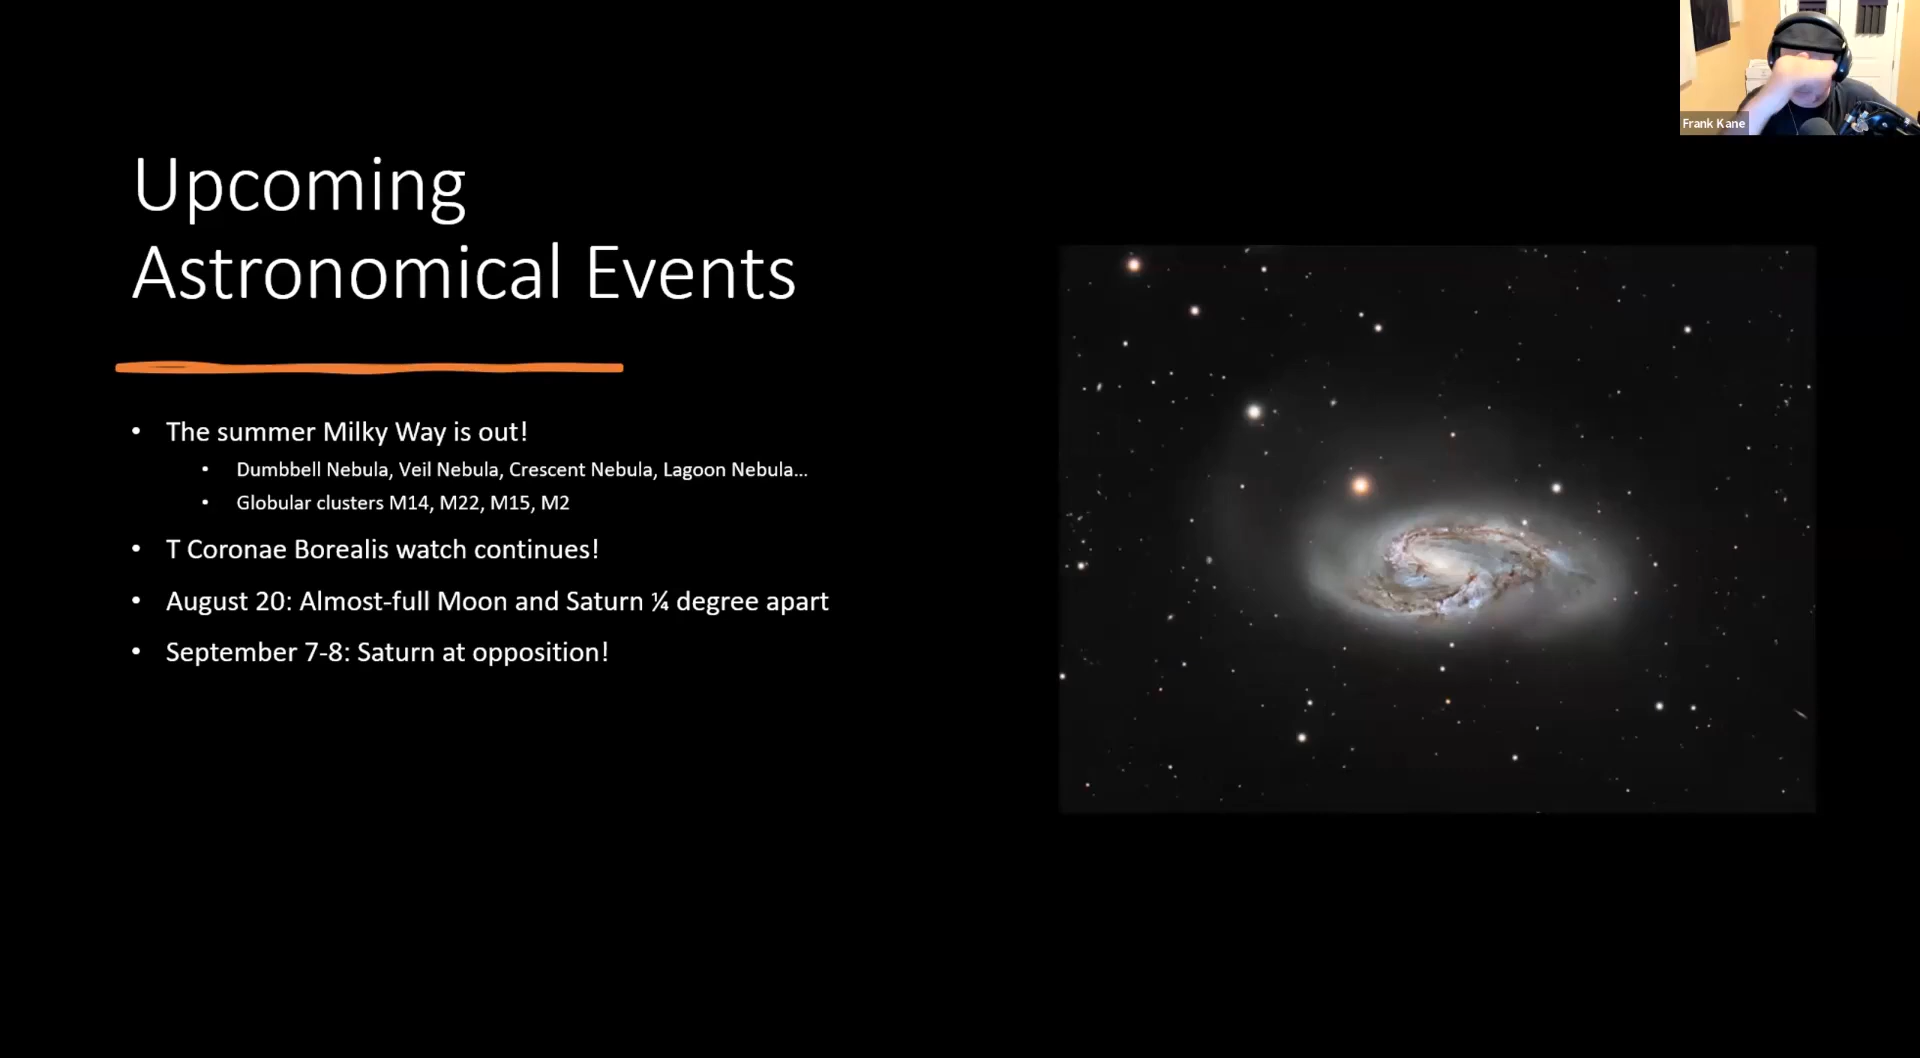 Frank Kane
Upcoming
Astronomical Events
• The summer Milky Way is out!
• Dumbbell Nebula, Veil Nebula, Crescent Nebula, Lagoon Nebula...
• Globular clusters M14, M22, M15, M2
• T Coronae Borealis watch continues!
• August 20: Almost-full Moon and Saturn ¼ degree apart
• September 7-8: Saturn at opposition!